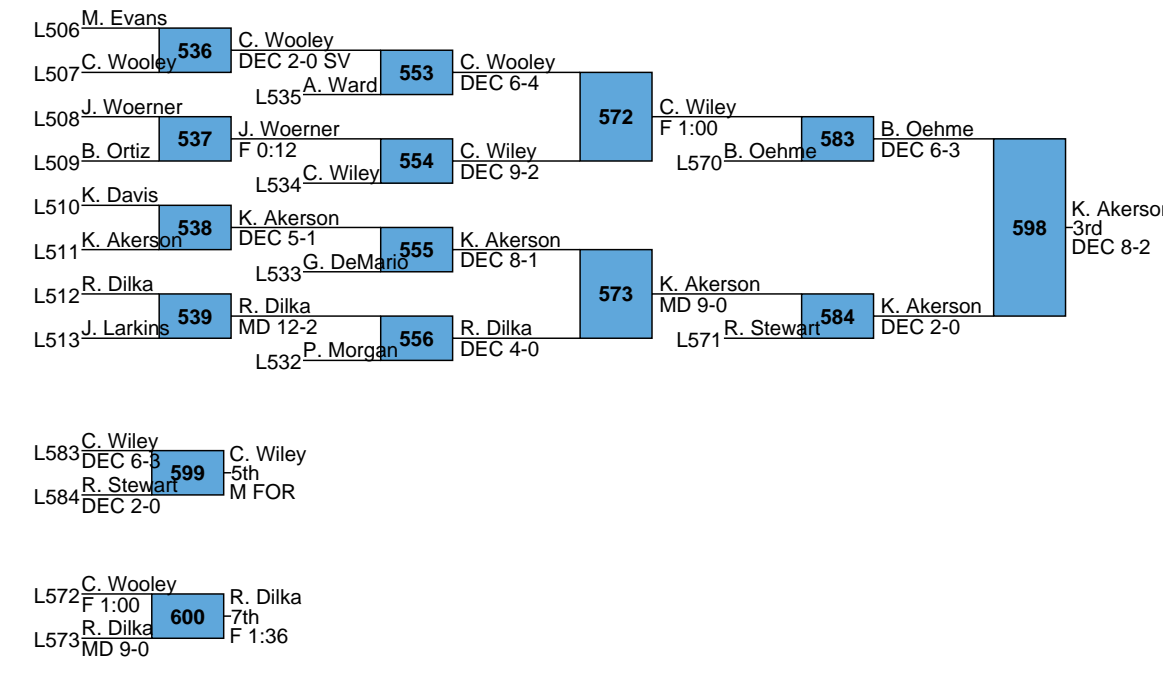 L506 M. Evans
L507 C. Wooley
536
C. Wooley
DEC 2-0 SV
L535 A. Ward
553
C. Wooley
DEC 6-4
L508 J. Woerner
L509 B. Ortiz
537
J. Woerner
F 0:12
L534 C. Wiley
554
C. Wiley
DEC 9-2
572
C. Wiley
F 1:00
L570 B. Oehme
583
B. Oehme
DEC 6-3
L510 K. Davis
L511 K. Akerson
538
K. Akerson
DEC 5-1
L533 G. DeMario
555
K. Akerson
DEC 8-1
L512 R. Dilka
L513 J. Larkins
539
R. Dilka
MD 12-2
L532 P. Morgan
556
R. Dilka
DEC 4-0
573
K. Akerson
MD 9-0
L571 R. Stewart
584
K. Akerson
DEC 2-0
598
K. Akerson
3rd
DEC 8-2
L583 C. Wiley
DEC 6-3
L584 R. Stewart
DEC 2-0
599
C. Wiley
5th
M FOR
L572 C. Wooley
F 1:00
L573 R. Dilka
MD 9-0
600
R. Dilka
7th
F 1:36